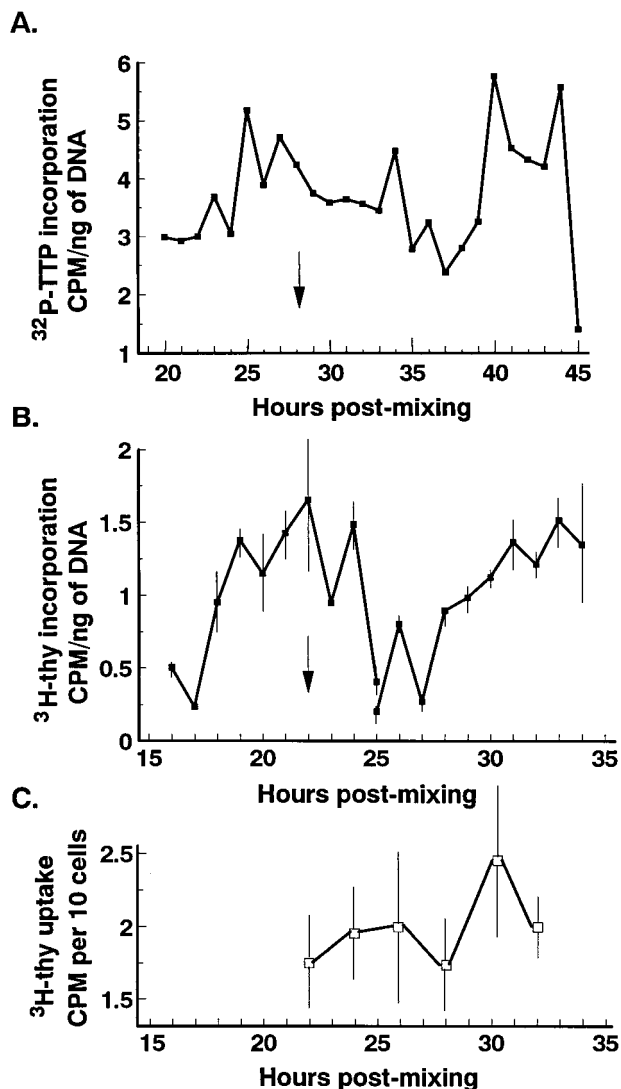 A.
³²P-TTP incorporation
CPM/ng of DNA
6
5
4
3
2
1
20 25 30 35 40 45
Hours post-mixing
B.
³H-thy incorporation
CPM/ng of DNA
2
1.5
1
0.5
0
15 20 25 30 35
Hours post-mixing
C.
³H-thy uptake
CPM per 10 cells
2.5
2
1.5
15 20 25 30 35
Hours post-mixing